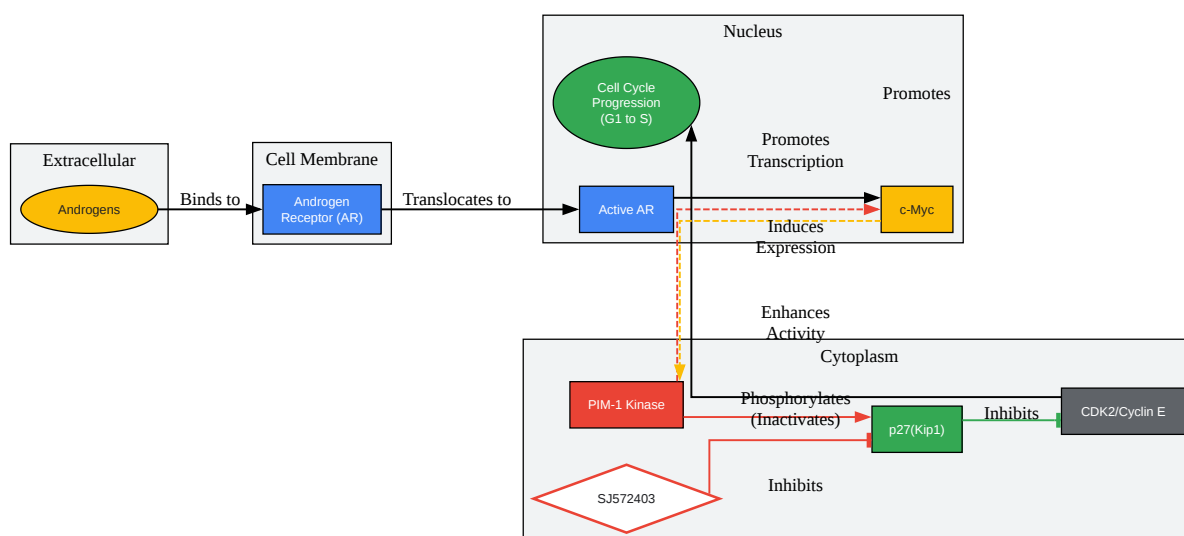 Nucleus
Cell Cycle
Progression
(G1 to S)
Promotes
Promotes
Transcription
Extracellular
Cell Membrane
Androgens
Binds to
Androgen
Receptor (AR)
Translocates to
Active AR
c-Myc
Induces
Expression
Enhances
Activity
Cytoplasm
PIM-1 Kinase
Phosphorylates
(Inactivates)
p27(Kip1)
Inhibits
CDK2/Cyclin E
SJ572403
Inhibits